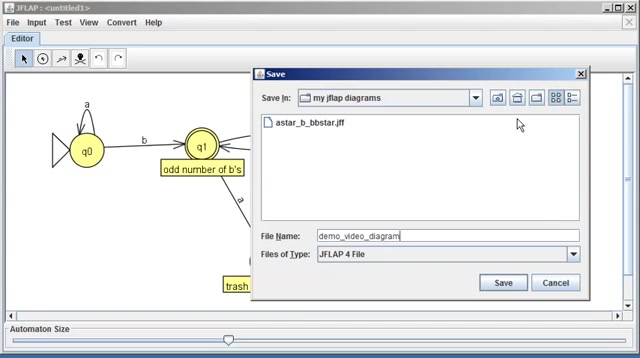 JFLAP : <untitled1>
File Input Test View Convert Help
Editor
Save
Save In: my jflap diagrams
astar_b_bbstar.jff
a
b
q0
q1
odd number of b's
a
trash
File Name: demo_video_diagram
Files of Type: JFLAP 4 File
Save Cancel
Automaton Size